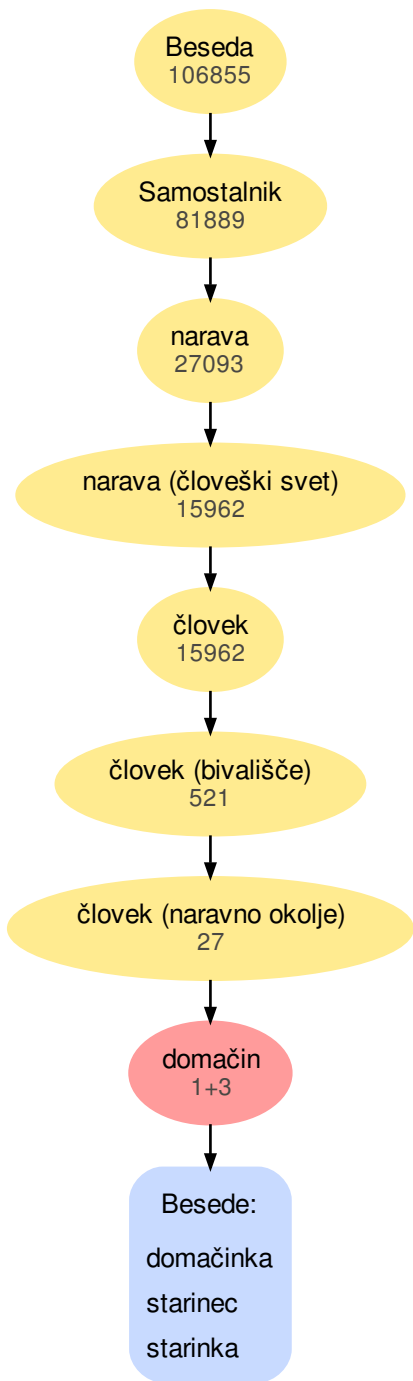 Beseda
106855
Samostalnik
81889
narava
27093
narava (človeški svet)
15962
človek
15962
človek (bivališče)
521
človek (naravno okolje)
27
domačin
1+3
Besede:
domačinka
starinec
starinka